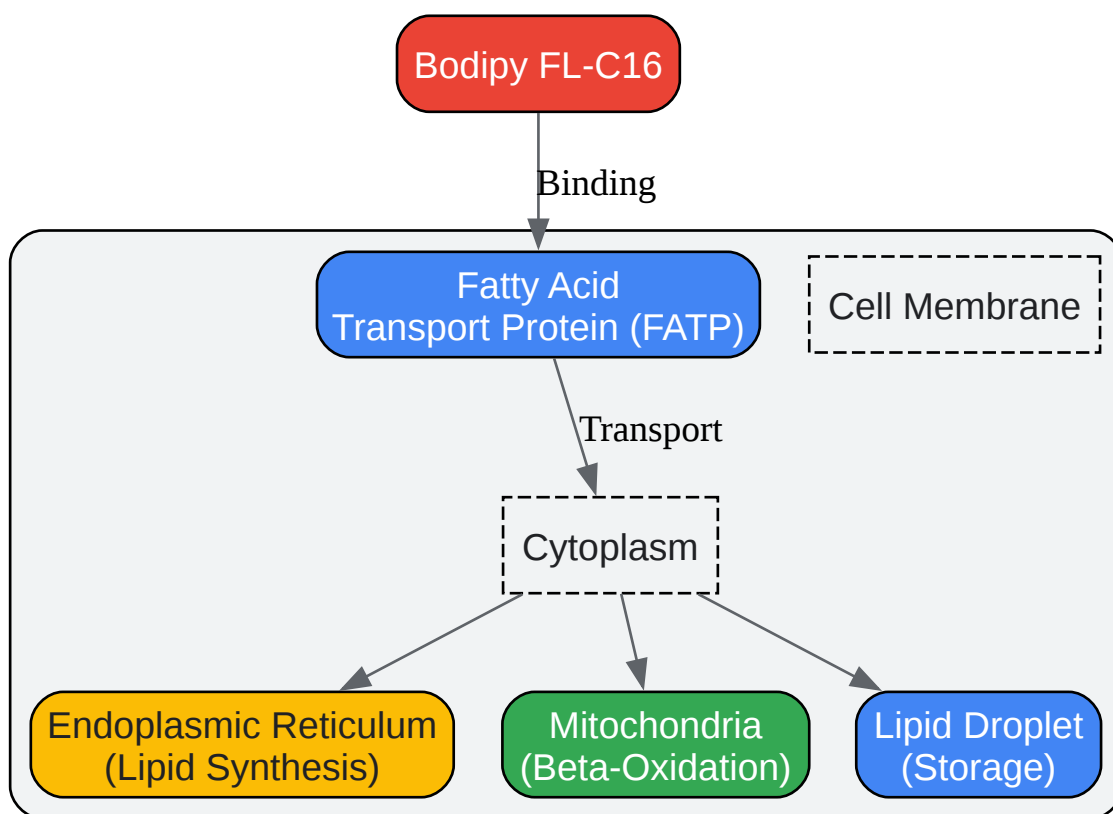 Bodipy FL-C16
Binding
Fatty Acid
Transport Protein (FATP)
Cell Membrane
Transport
Cytoplasm
Endoplasmic Reticulum
(Lipid Synthesis)
Mitochondria
(Beta-Oxidation)
Lipid Droplet
(Storage)